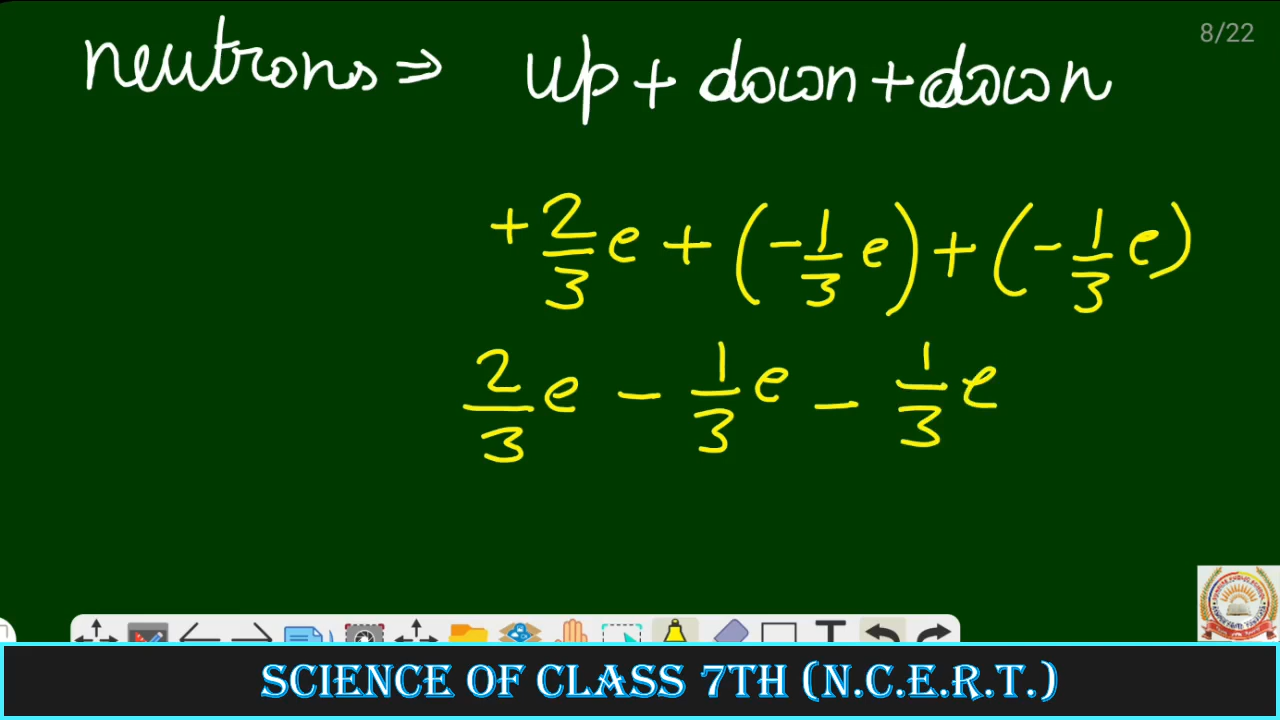 8/22
neutrons ⇒ up + down + down
+ 2/3 e + (- 1/3 e) + (- 1/3 e)
2/3 e - 1/3 e - 1/3 e
SCIENCE OF CLASS 7TH (N.C.E.R.T.)